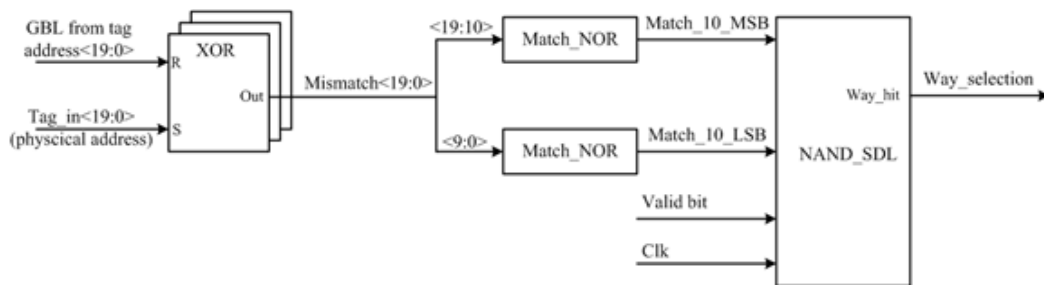 GBL from tag
address<19:0>
XOR
R
Out
Tag_in<19:0>
S
(physcical address)
Mismatch<19:0>
<19:10>
Match_NOR
Match_10_MSB
<9:0>
Match_NOR
Match_10_LSB
Valid bit
Clk
Way_hit
NAND_SDL
Way_selection